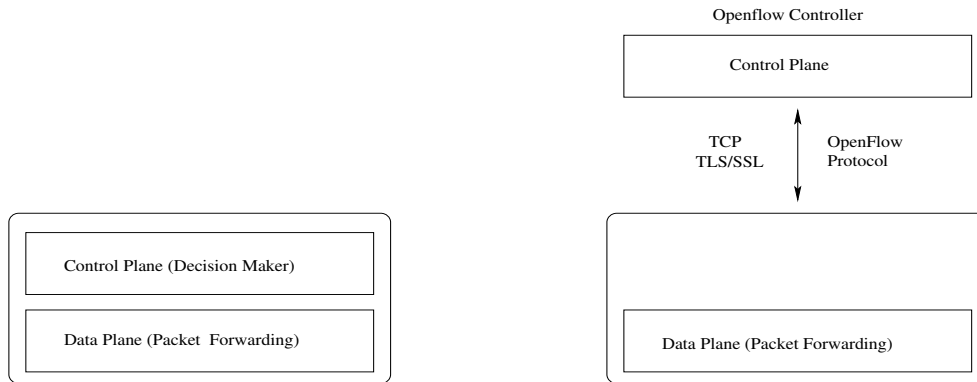 Openflow Controller
Control Plane
TCP
TLS/SSL
OpenFlow
Protocol
Control Plane (Decision Maker)
Data Plane (Packet Forwarding)
Data Plane (Packet Forwarding)